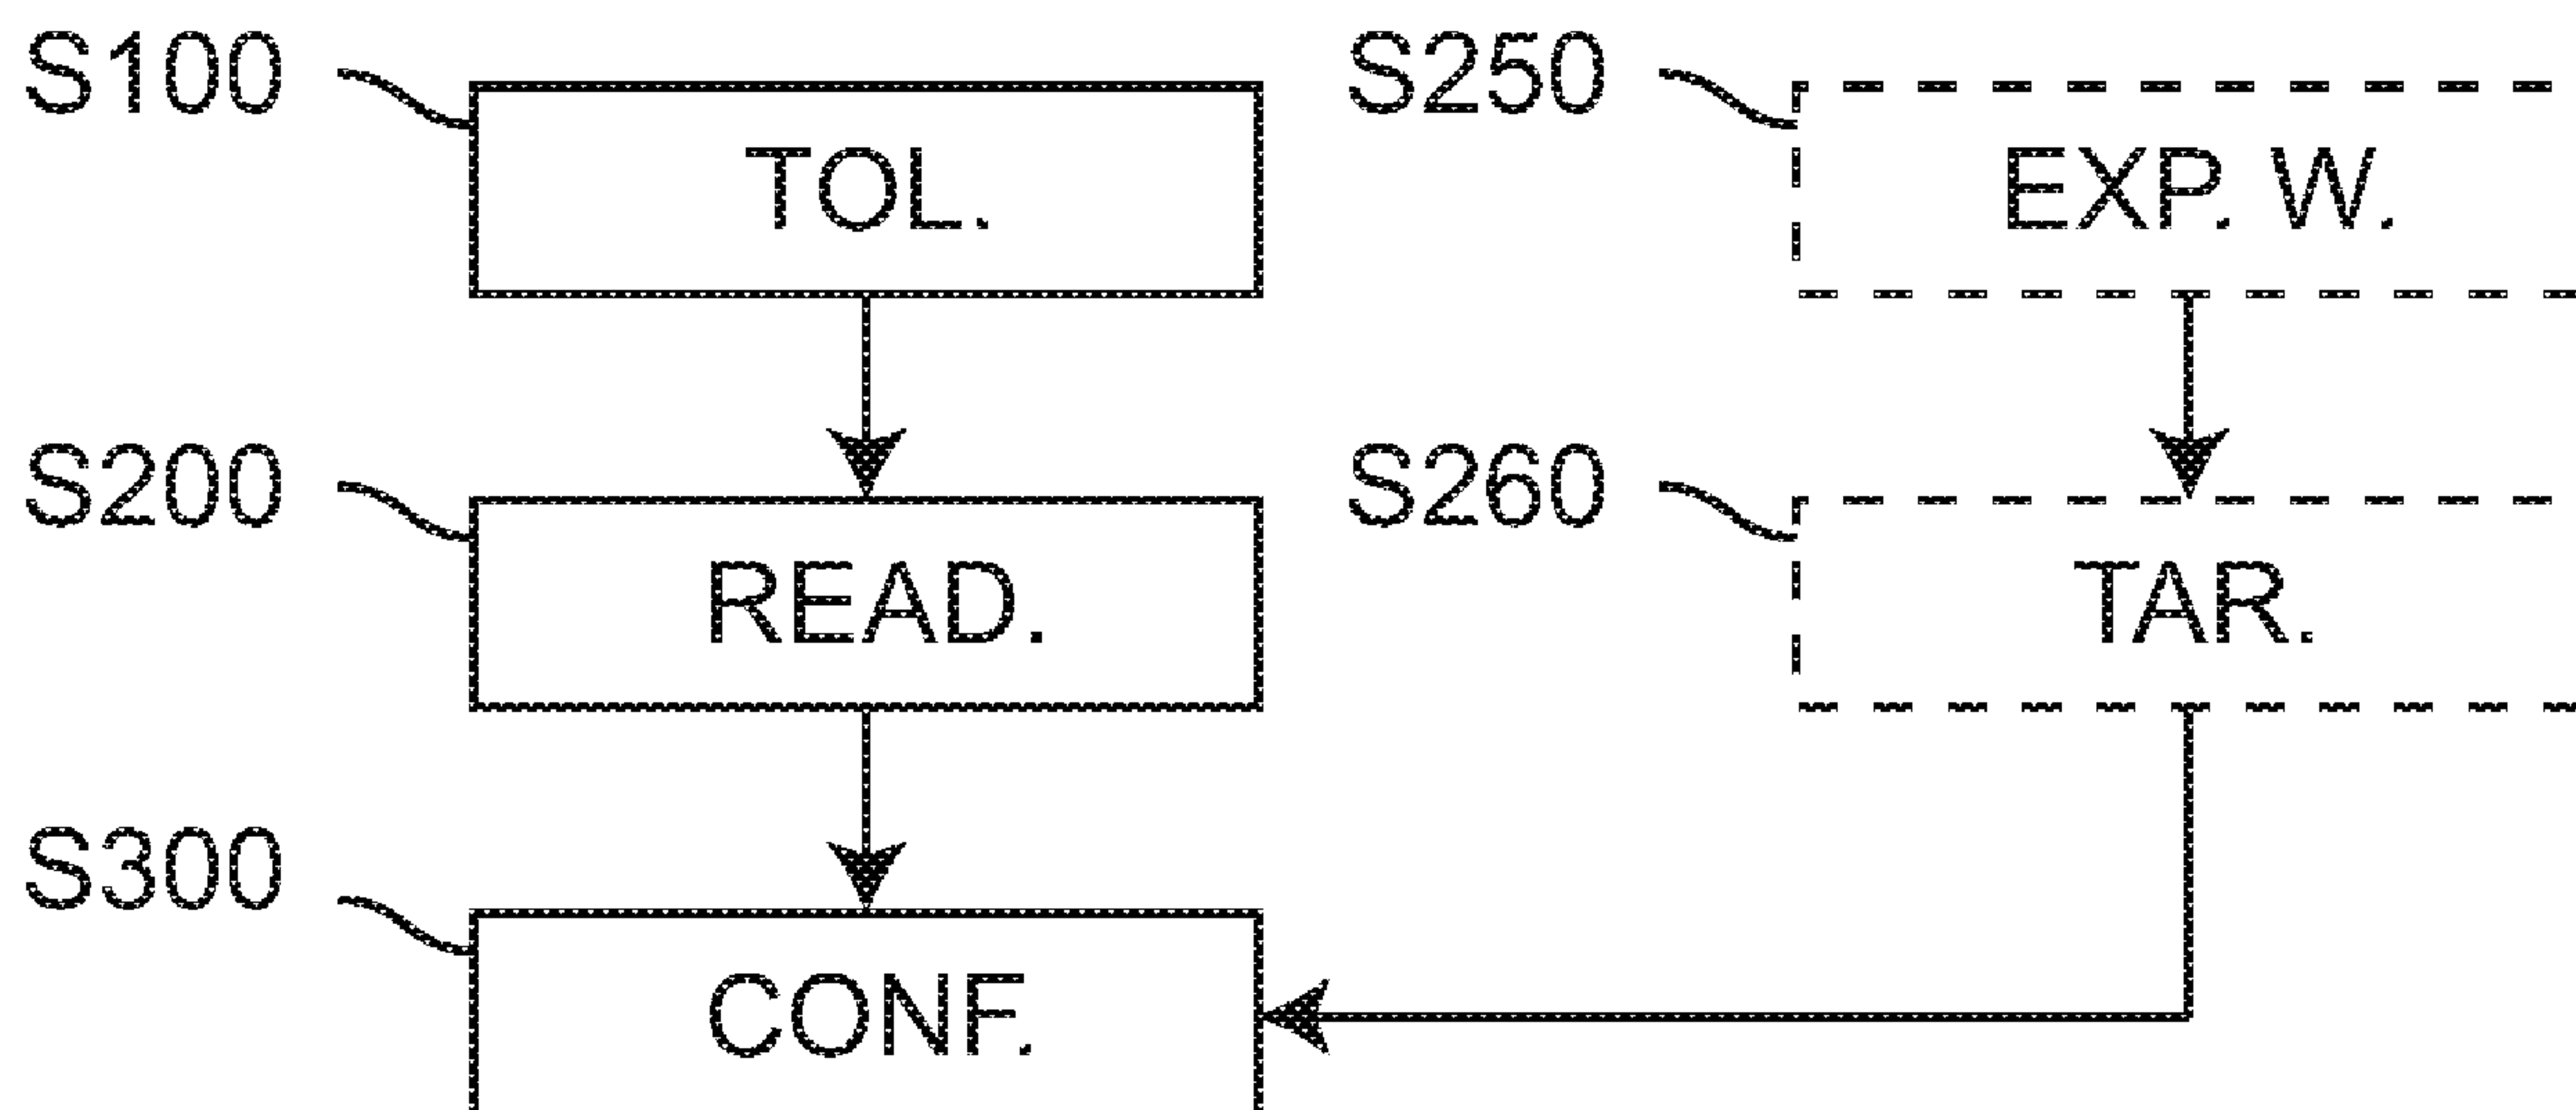 S100
TOL.
S250
EXP. W.
S200
READ.
S260
TAR.
S300
CONF.